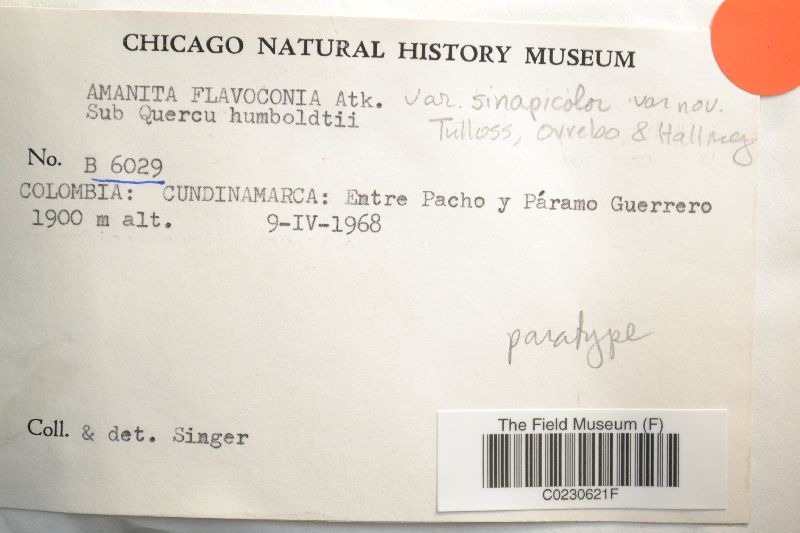 CHICAGO NATURAL HISTORY MUSEUM
AMANITA FLAVOCONIA Atk. var. sinapicolor var nov.
Sub Quercu humboldtii Tulloss, Ovrebo & Halling
No. B 6029
COLOMBIA: CUNDINAMARCA: Entre Pacho y Páramo Guerrero
1900 m alt. 9-IV-1968
paratype
Coll. & det. Singer
The Field Museum (F)
C0230621F